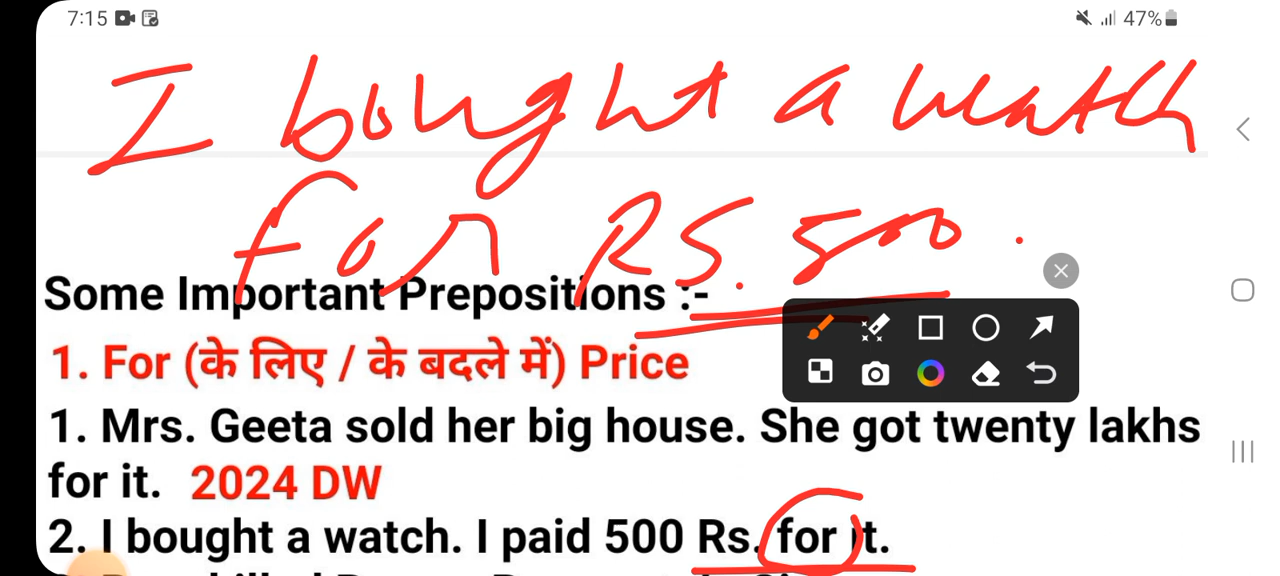 7:15
47%
I bought a watch
for RS. 500.
Some Important Prepositions :-
1. For (के लिए / के बदले में) Price
1. Mrs. Geeta sold her big house. She got twenty lakhs
for it. 2024 DW
2. I bought a watch. I paid 500 Rs. for it.